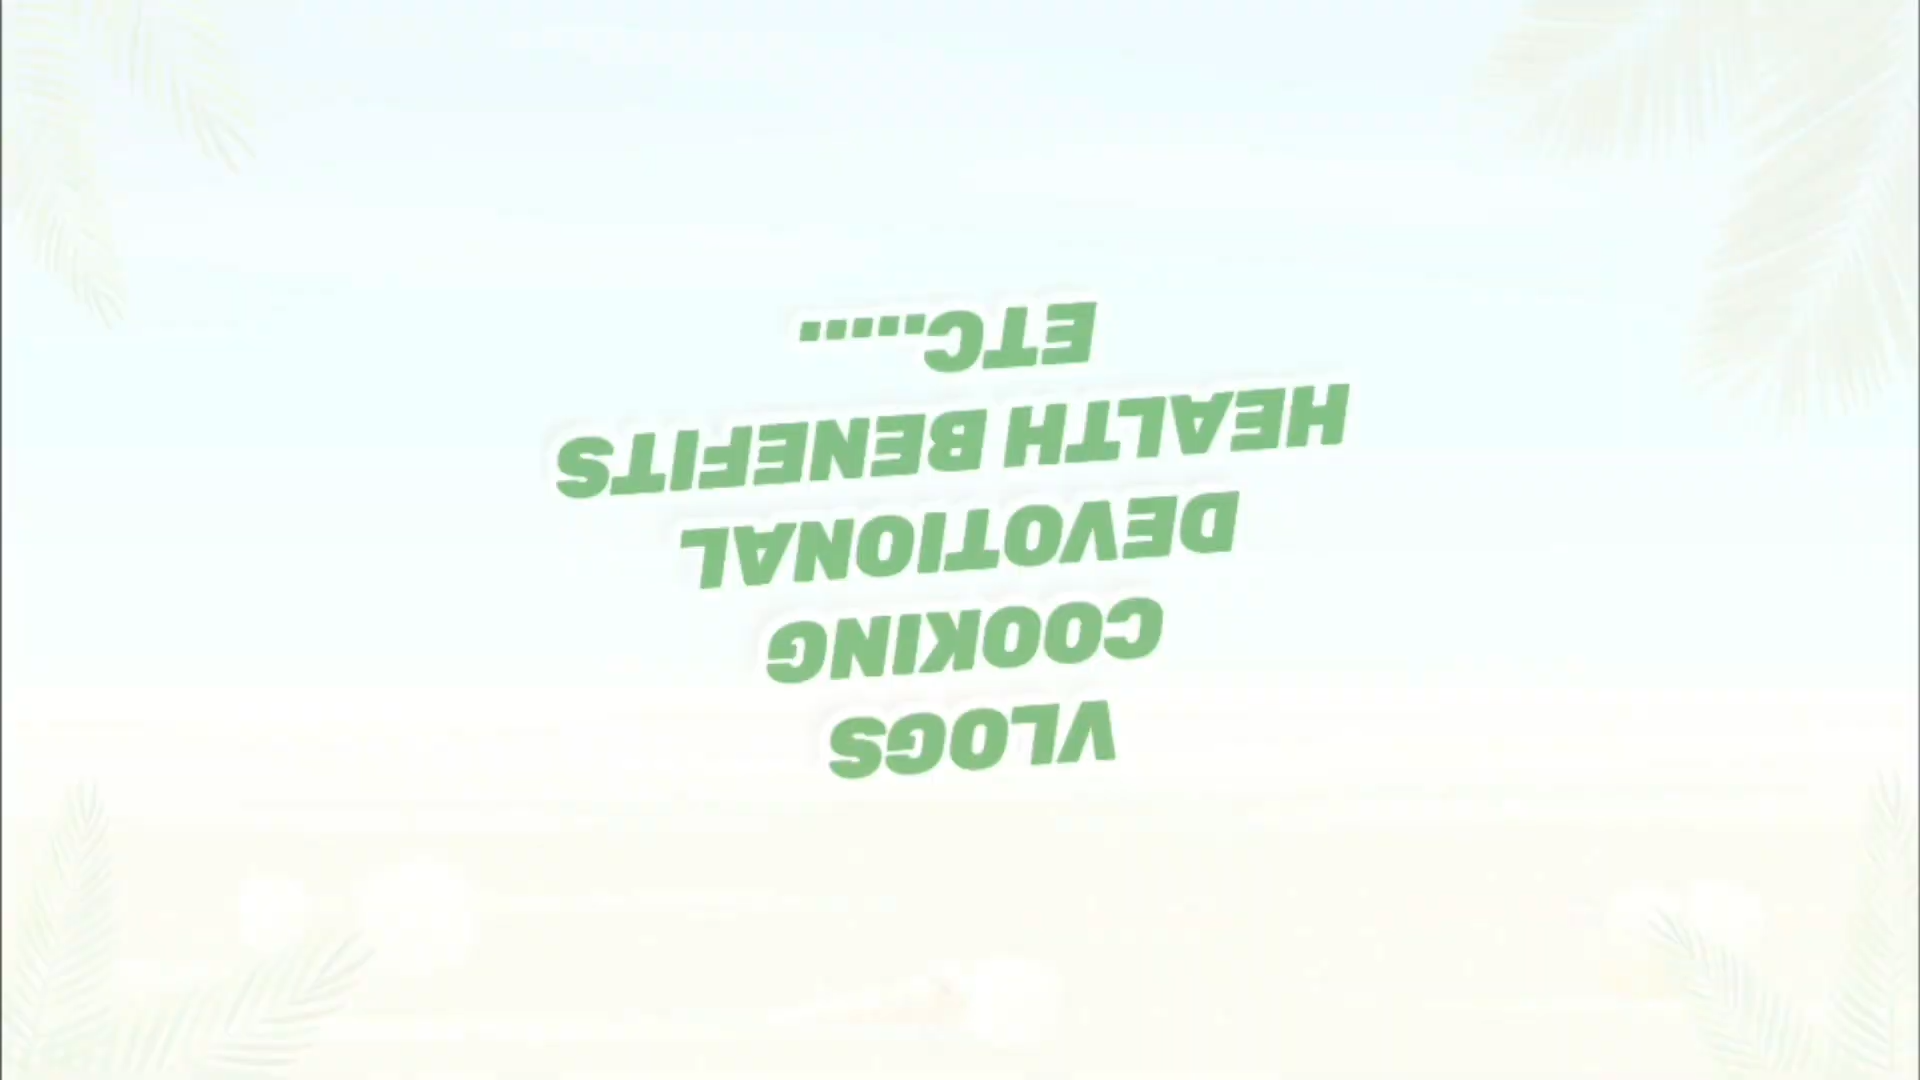 VLOGS
COOKING
DEVOTIONAL
HEALTH BENEFITS
ETC.....